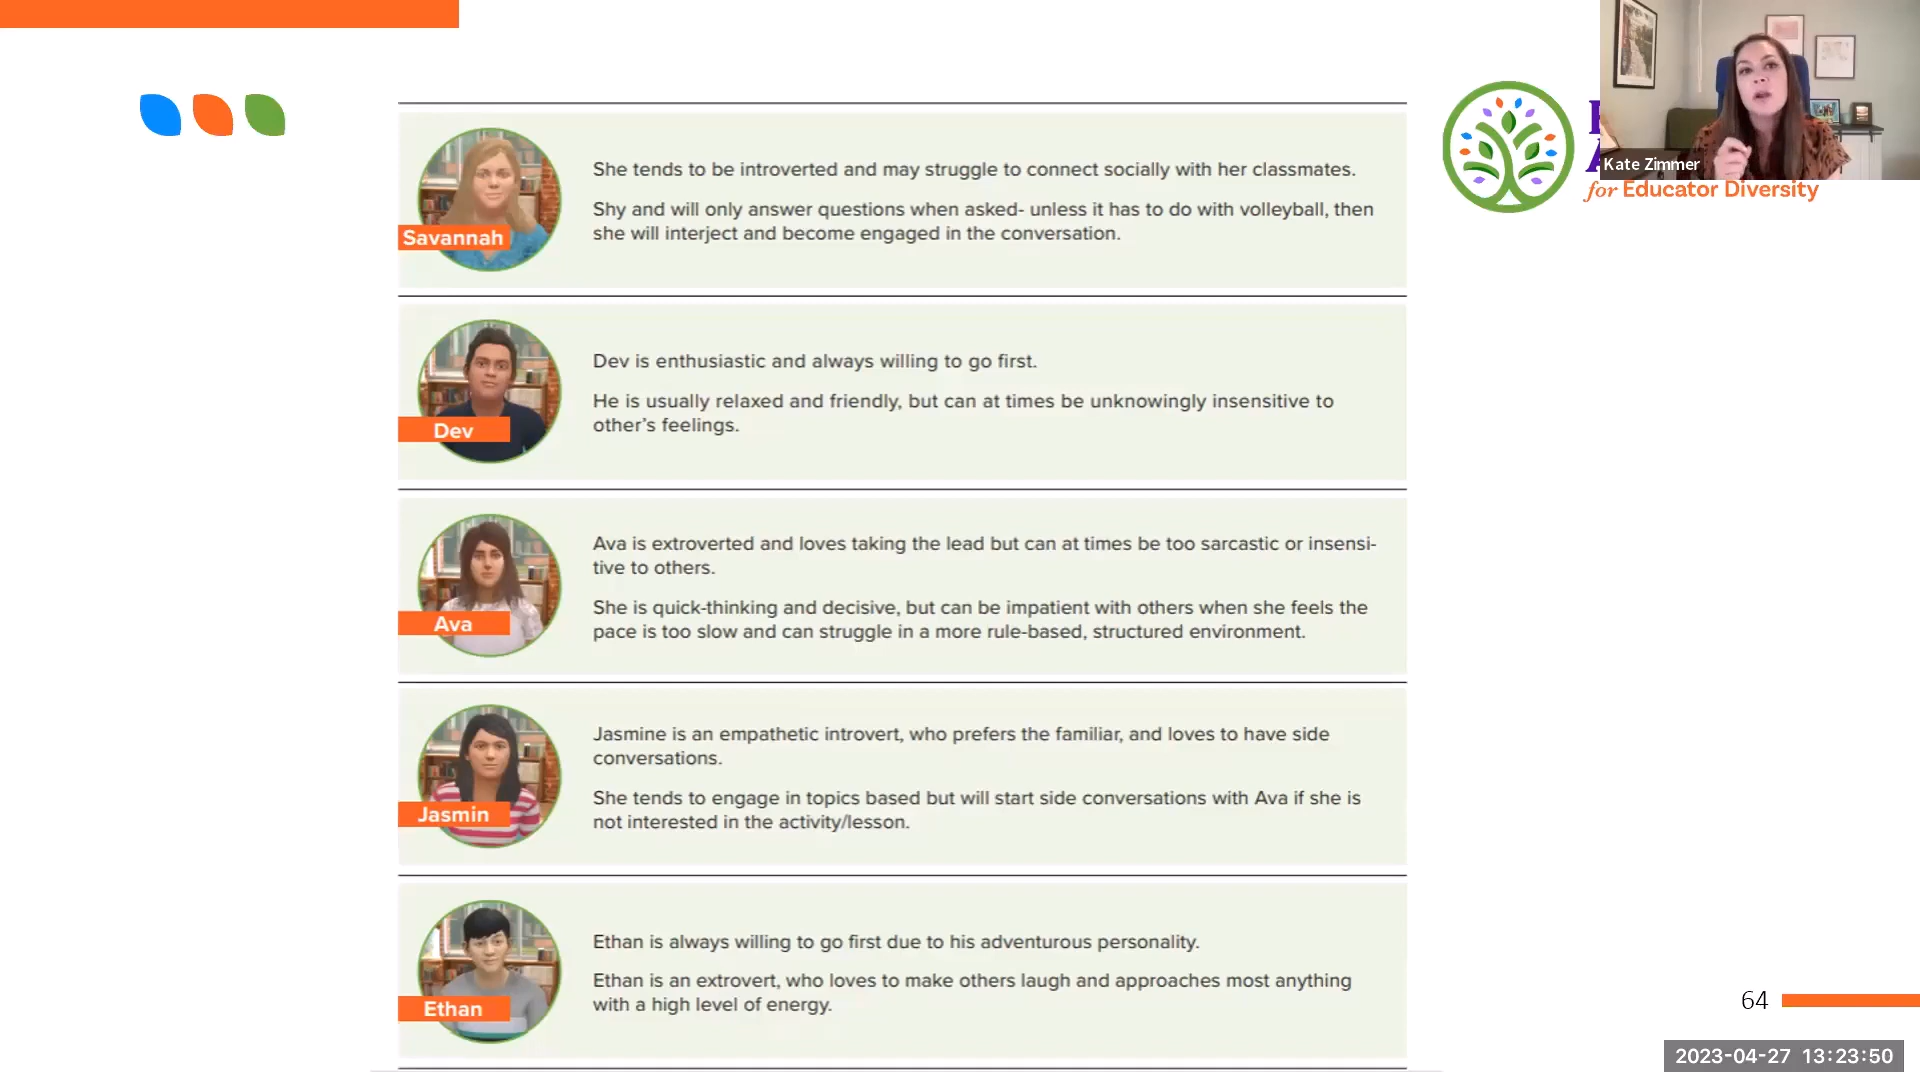 Kate Zimmer
for Educator Diversity
She tends to be introverted and may struggle to connect socially with her classmates.
Shy and will only answer questions when asked- unless it has to do with volleyball, then
she will interject and become engaged in the conversation.
Savannah
Dev is enthusiastic and always willing to go first.
He is usually relaxed and friendly, but can at times be unknowingly insensitive to
other's feelings.
Dev
Ava is extroverted and loves taking the lead but can at times be too sarcastic or insensi-
tive to others.
She is quick-thinking and decisive, but can be impatient with others when she feels the
pace is too slow and can struggle in a more rule-based, structured environment.
Ava
Jasmine is an empathetic introvert, who prefers the familiar, and loves to have side
conversations.
She tends to engage in topics based but will start side conversations with Ava if she is
not interested in the activity/lesson.
Jasmin
Ethan is always willing to go first due to his adventurous personality.
Ethan is an extrovert, who loves to make others laugh and approaches most anything
with a high level of energy.
Ethan
64
2023-04-27 13:23:50